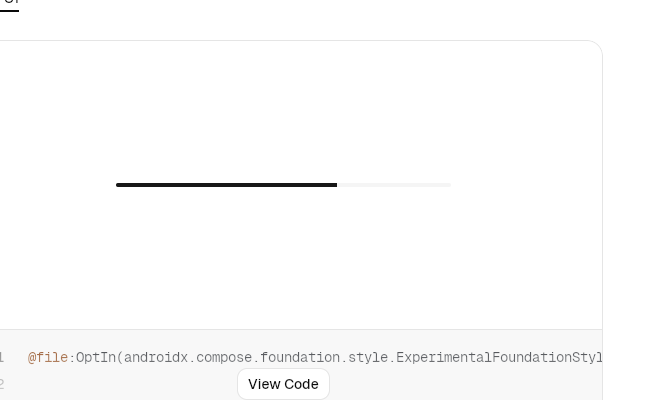 1 @file:OptIn(androidx.compose.foundation.style.ExperimentalFoundationStyl
2
View Code